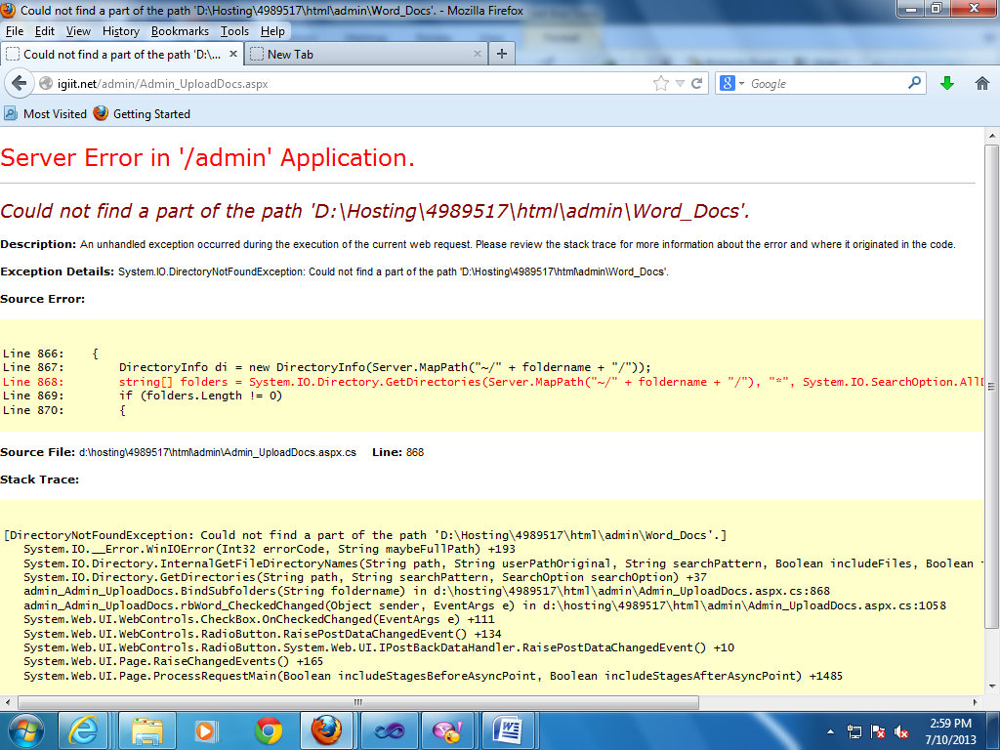 Could not find a part of the path 'D:\Hosting\4989517\html\admin\Word_Docs'. - Mozilla Firefox
File Edit View History Bookmarks Tools Help
Could not find a part of the path 'D:\... × New Tab × +
igiit.net/admin/Admin_UploadDocs.aspx 8 Google
Most Visited Getting Started
Server Error in '/admin' Application.
Could not find a part of the path 'D:\Hosting\4989517\html\admin\Word_Docs'.
Description: An unhandled exception occurred during the execution of the current web request. Please review the stack trace for more information about the error and where it originated in the code.
Exception Details: System.IO.DirectoryNotFoundException: Could not find a part of the path 'D:\Hosting\4989517\html\admin\Word_Docs'.
Source Error:
Line 866:    {
Line 867:        DirectoryInfo di = new DirectoryInfo(Server.MapPath("~/" + foldername + "/"));
Line 868:        string[] folders = System.IO.Directory.GetDirectories(Server.MapPath("~/" + foldername + "/"), "*", System.IO.SearchOption.AllD
Line 869:        if (folders.Length != 0)
Line 870:        {
Source File: d:\hosting\4989517\html\admin\Admin_UploadDocs.aspx.cs    Line: 868
Stack Trace:
[DirectoryNotFoundException: Could not find a part of the path 'D:\Hosting\4989517\html\admin\Word_Docs'.]
System.IO.__Error.WinIOError(Int32 errorCode, String maybeFullPath) +193
System.IO.Directory.InternalGetFileDirectoryNames(String path, String userPathOriginal, String searchPattern, Boolean includeFiles, Boolean i
System.IO.Directory.GetDirectories(String path, String searchPattern, SearchOption searchOption) +37
admin_Admin_UploadDocs.BindSubfolders(String foldername) in d:\hosting\4989517\html\admin\Admin_UploadDocs.aspx.cs:868
admin_Admin_UploadDocs.rbWord_CheckedChanged(Object sender, EventArgs e) in d:\hosting\4989517\html\admin\Admin_UploadDocs.aspx.cs:1058
System.Web.UI.WebControls.CheckBox.OnCheckedChanged(EventArgs e) +111
System.Web.UI.WebControls.RadioButton.RaisePostDataChangedEvent() +134
System.Web.UI.WebControls.RadioButton.System.Web.UI.IPostBackDataHandler.RaisePostDataChangedEvent() +10
System.Web.UI.Page.RaiseChangedEvents() +165
System.Web.UI.Page.ProcessRequestMain(Boolean includeStagesBeforeAsyncPoint, Boolean includeStagesAfterAsyncPoint) +1485
2:59 PM
7/10/2013